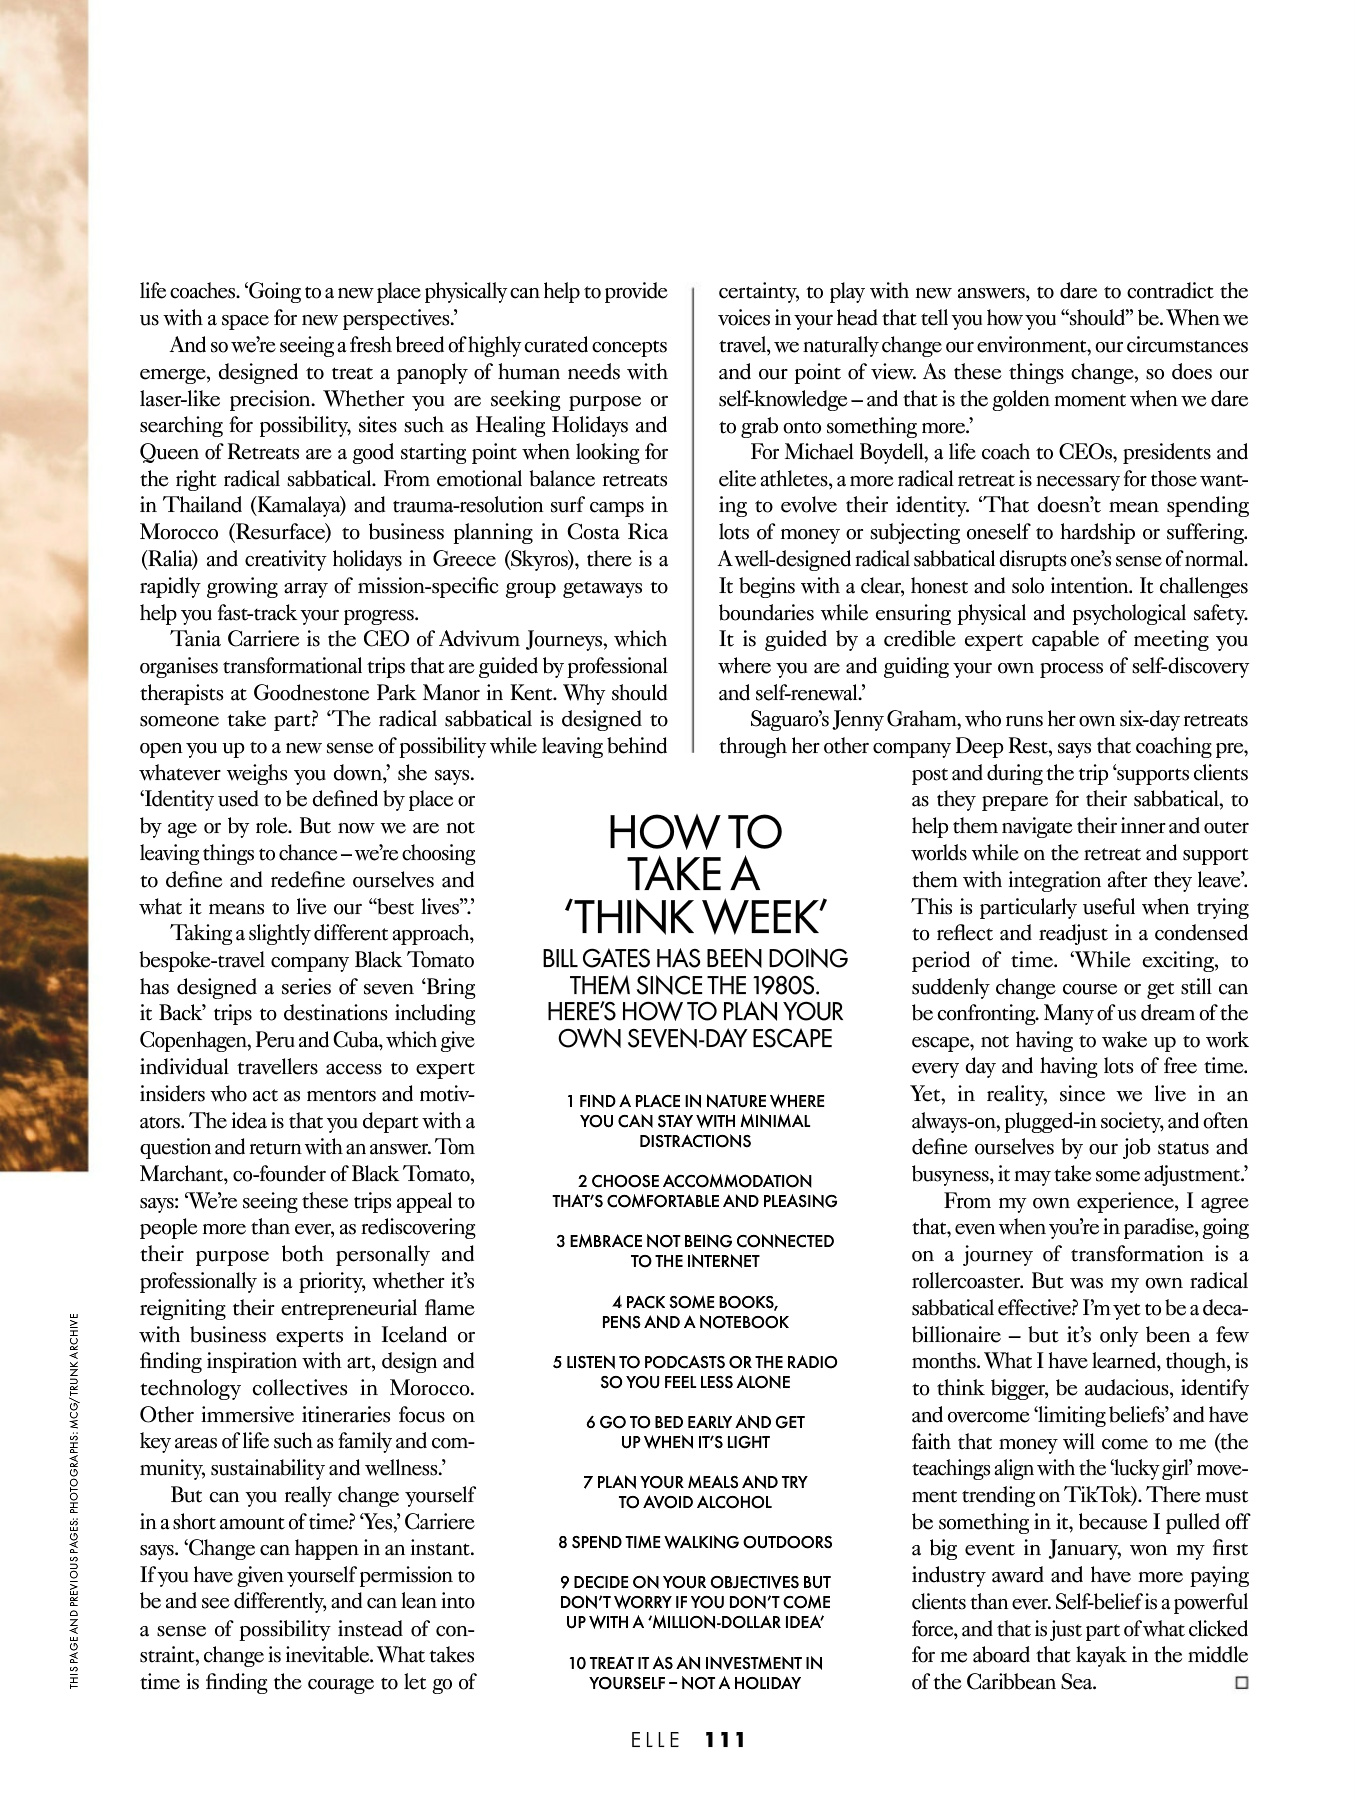 life coaches. ‘Going to a new place physically can help to provide
us with a space for new perspectives.’
And so we’re seeing a fresh breed of highly curated concepts
emerge, designed to treat a panoply of human needs with
laser-like precision. Whether you are seeking purpose or
searching for possibility, sites such as Healing Holidays and
Queen of Retreats are a good starting point when looking for
the right radical sabbatical. From emotional balance retreats
in Thailand (Kamalaya) and trauma-resolution surf camps in
Morocco (Resurface) to business planning in Costa Rica
(Ralia) and creativity holidays in Greece (Skyros), there is a
rapidly growing array of mission-specific group getaways to
help you fast-track your progress.
Tania Carriere is the CEO of Advivum Journeys, which
organises transformational trips that are guided by professional
therapists at Goodnestone Park Manor in Kent. Why should
someone take part? ‘The radical sabbatical is designed to
open you up to a new sense of possibility while leaving behind
whatever weighs you down,’ she says.
‘Identity used to be defined by place or
by age or by role. But now we are not
leaving things to chance – we’re choosing
to define and redefine ourselves and
what it means to live our “best lives”.’
Taking a slightly different approach,
bespoke-travel company Black Tomato
has designed a series of seven ‘Bring
it Back’ trips to destinations including
Copenhagen, Peru and Cuba, which give
individual travellers access to expert
insiders who act as mentors and motiv-
ators. The idea is that you depart with a
question and return with an answer. Tom
Marchant, co-founder of Black Tomato,
says: ‘We’re seeing these trips appeal to
people more than ever, as rediscovering
their purpose both personally and
professionally is a priority, whether it’s
reigniting their entrepreneurial flame
with business experts in Iceland or
finding inspiration with art, design and
technology collectives in Morocco.
Other immersive itineraries focus on
key areas of life such as family and com-
munity, sustainability and wellness.’
But can you really change yourself
in a short amount of time? ‘Yes,’ Carriere
says. ‘Change can happen in an instant.
If you have given yourself permission to
be and see differently, and can lean into
a sense of possibility instead of con-
straint, change is inevitable. What takes
time is finding the courage to let go of
certainty, to play with new answers, to dare to contradict the
voices in your head that tell you how you “should” be. When we
travel, we naturally change our environment, our circumstances
and our point of view. As these things change, so does our
self-knowledge – and that is the golden moment when we dare
to grab onto something more.’
For Michael Boydell, a life coach to CEOs, presidents and
elite athletes, a more radical retreat is necessary for those want-
ing to evolve their identity. ‘That doesn’t mean spending
lots of money or subjecting oneself to hardship or suffering.
A well-designed radical sabbatical disrupts one’s sense of normal.
It begins with a clear, honest and solo intention. It challenges
boundaries while ensuring physical and psychological safety.
It is guided by a credible expert capable of meeting you
where you are and guiding your own process of self-discovery
and self-renewal.’
Saguaro’s Jenny Graham, who runs her own six-day retreats
through her other company Deep Rest, says that coaching pre,
post and during the trip ‘supports clients
as they prepare for their sabbatical, to
help them navigate their inner and outer
worlds while on the retreat and support
them with integration after they leave’.
This is particularly useful when trying
to reflect and readjust in a condensed
period of time. ‘While exciting, to
suddenly change course or get still can
be confronting. Many of us dream of the
escape, not having to wake up to work
every day and having lots of free time.
Yet, in reality, since we live in an
always-on, plugged-in society, and often
define ourselves by our job status and
busyness, it may take some adjustment.’
From my own experience, I agree
that, even when you’re in paradise, going
on a journey of transformation is a
rollercoaster. But was my own radical
sabbatical effective? I’m yet to be a deca-
billionaire – but it’s only been a few
months. What I have learned, though, is
to think bigger, be audacious, identify
and overcome ‘limiting beliefs’ and have
faith that money will come to me (the
teachings align with the ‘lucky girl’ move-
ment trending on TikTok). There must
be something in it, because I pulled off
a big event in January, won my first
industry award and have more paying
clients than ever. Self-belief is a powerful
force, and that is just part of what clicked
for me aboard that kayak in the middle
of the Caribbean Sea.
HOW TO
TAKE A
‘THINK WEEK’
BILL GATES HAS BEEN DOING
THEM SINCE THE 1980S.
HERE’S HOW TO PLAN YOUR
OWN SEVEN-DAY ESCAPE
1 FIND A PLACE IN NATURE WHERE
YOU CAN STAY WITH MINIMAL
DISTRACTIONS
2 CHOOSE ACCOMMODATION
THAT’S COMFORTABLE AND PLEASING
3 EMBRACE NOT BEING CONNECTED
TO THE INTERNET
4 PACK SOME BOOKS,
PENS AND A NOTEBOOK
5 LISTEN TO PODCASTS OR THE RADIO
SO YOU FEEL LESS ALONE
6 GO TO BED EARLY AND GET
UP WHEN IT’S LIGHT
7 PLAN YOUR MEALS AND TRY
TO AVOID ALCOHOL
8 SPEND TIME WALKING OUTDOORS
9 DECIDE ON YOUR OBJECTIVES BUT
DON’T WORRY IF YOU DON’T COME
UP WITH A ‘MILLION-DOLLAR IDEA’
10 TREAT IT AS AN INVESTMENT IN
YOURSELF – NOT A HOLIDAY
THIS PAGE AND PREVIOUS PAGES: PHOTOGRAPHS: MCG/TRUNK ARCHIVE
ELLE 111